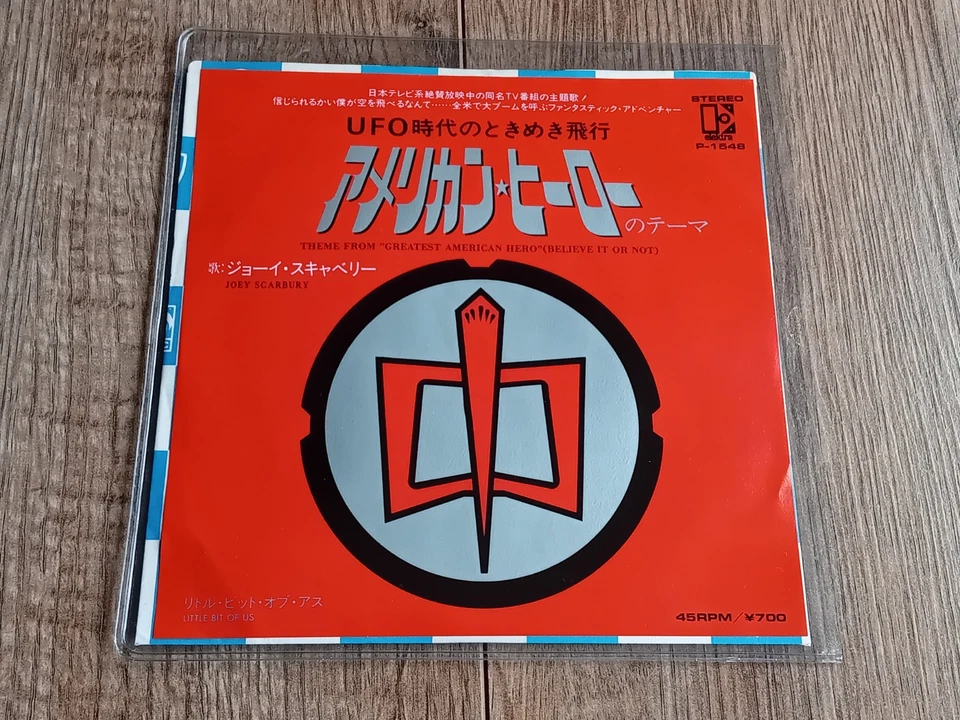 日本テレビ系絶賛放映中の同名TV番組の主題歌!
信じられるかい僕が空を飛べるなんて……全米で大ブームを呼ぶファンタスティック・アドベンチャー
UFO時代のときめき飛行
アメリカン★ヒーローのテーマ
THEME FROM "GREATEST AMERICAN HERO"(BELIEVE IT OR NOT)
歌:ジョーイ・スキャベリー
JOEY SCARBURY
STEREO
elektra
P-1548
リトル・ビット・オブ・アス
LITTLE BIT OF US
45RPM/¥700